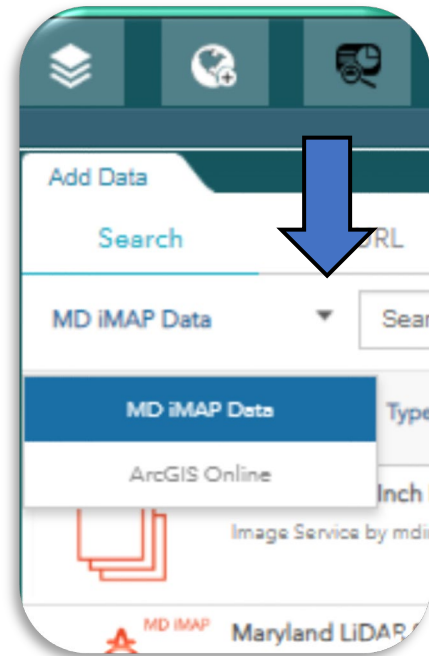 Add Data
Search
RL
MD iMAP Data
Sear
MD iMAP Data
Type
ArcGIS Online
Inch
Image Service by mdi
MD IMAP
Maryland LiDAR